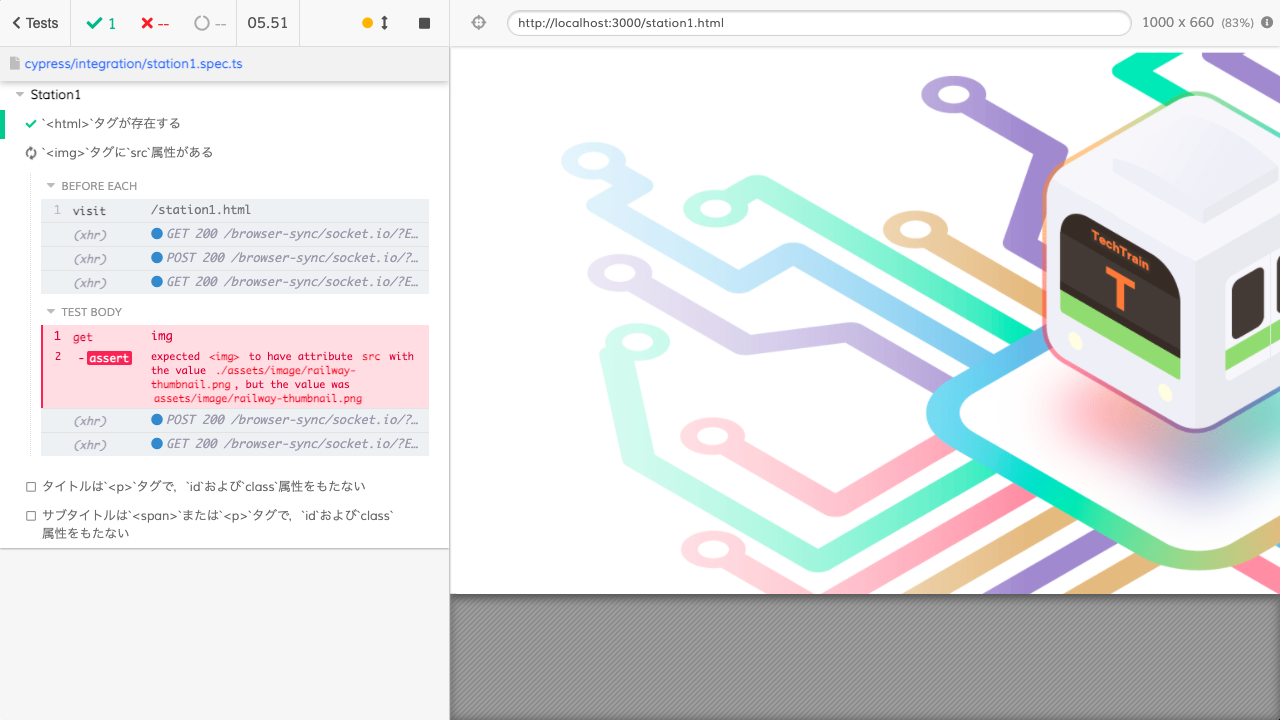 Tests
1
--
--
05.51
http://localhost:3000/station1.html
1000 x 660 (83%)
cypress/integration/station1.spec.ts
Station1
`<html>`タグが存在する
`<img>`タグに`src`属性がある
BEFORE EACH
1 visit /station1.html
(xhr) GET 200 /browser-sync/socket.io/?E…
(xhr) POST 200 /browser-sync/socket.io/?…
(xhr) GET 200 /browser-sync/socket.io/?E…
TEST BODY
1 get img
2 -assert expected <img> to have attribute src with
the value ./assets/image/railway-
thumbnail.png, but the value was
assets/image/railway-thumbnail.png
(xhr) POST 200 /browser-sync/socket.io/?…
(xhr) GET 200 /browser-sync/socket.io/?E…
タイトルは`<p>`タグで, `id`および`class`属性をもたない
サブタイトルは`<span>`または`<p>`タグで, `id`および`class`
属性をもたない
TechTrain
T